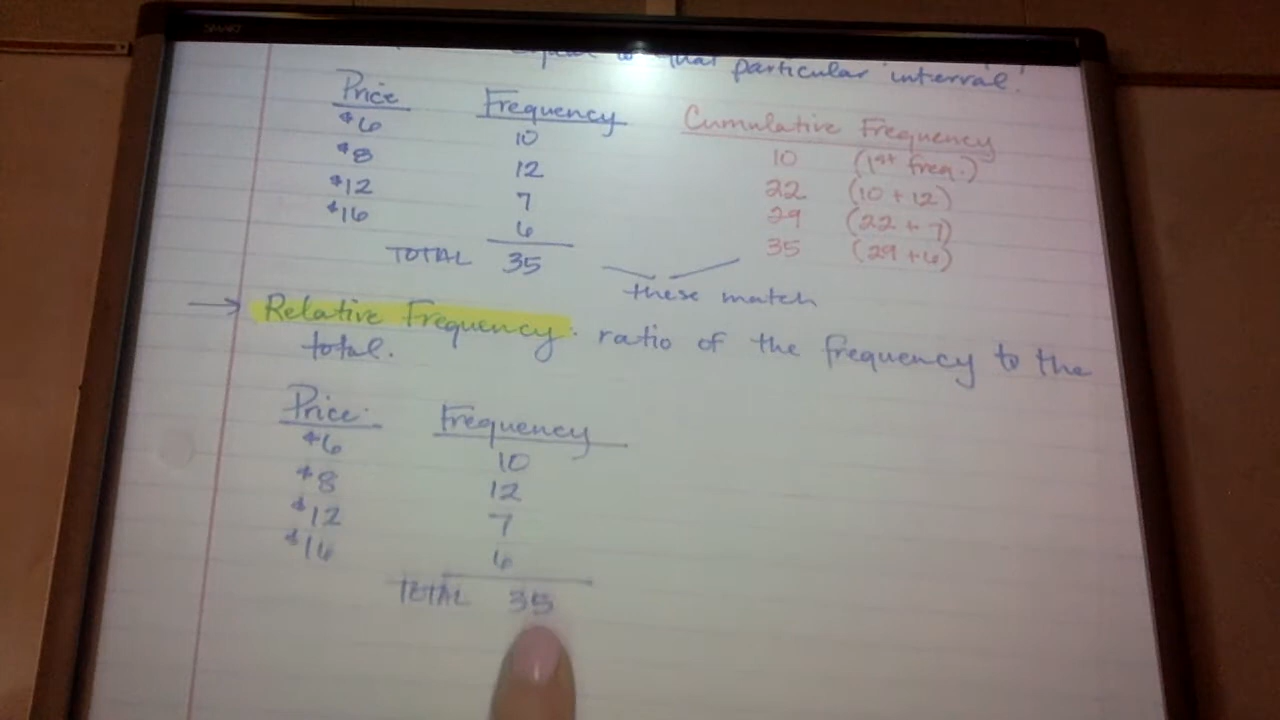 SMART
particular interval.
Price Frequency Cumulative Frequency
$6 10 10 (1st freq.)
$8 12 22 (10 + 12)
$12 7 29 (22 + 7)
$16 6 35 (29 + 6)
TOTAL 35
these match
→ Relative Frequency: ratio of the frequency to the
total.
Price: Frequency
$6 10
$8 12
$12 7
$16 6
TOTAL 35